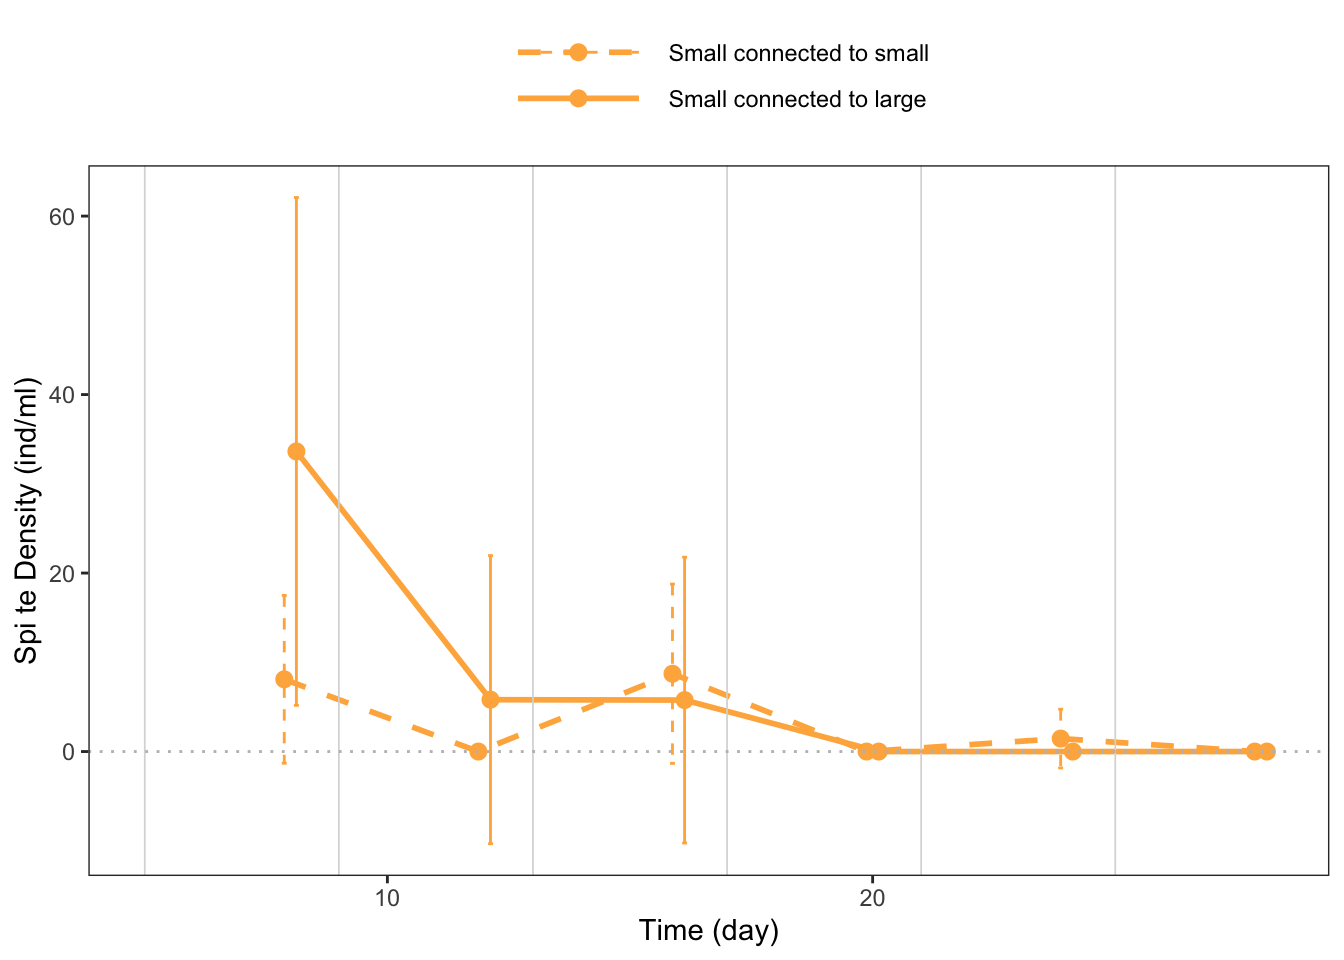 Small connected to small
Small connected to large
60
40
20
0
Spi te Density (ind/ml)
10
20
Time (day)